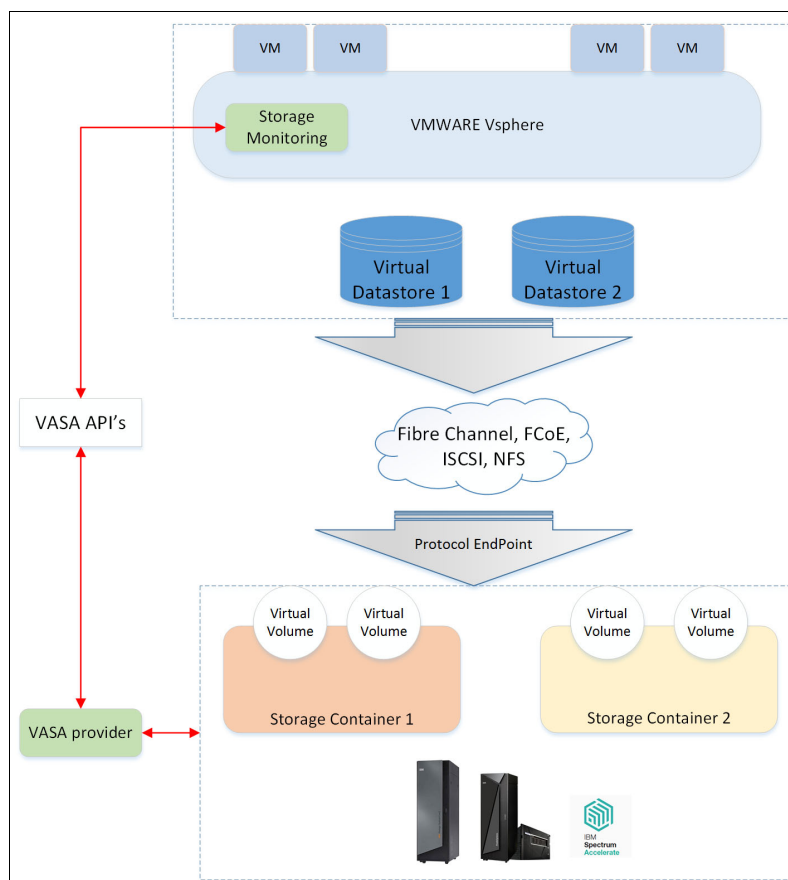 VM
VM
VM
VM
Storage
Monitoring
VMWARE Vsphere
Virtual
Datastore 1
Virtual
Datastore 2
VASA API's
Fibre Channel, FCoE,
ISCSI, NFS
Protocol EndPoint
Virtual
Volume
Virtual
Volume
Virtual
Volume
Virtual
Volume
Storage Container 1
Storage Container 2
VASA provider
IBM
Spectrum
Accelerate